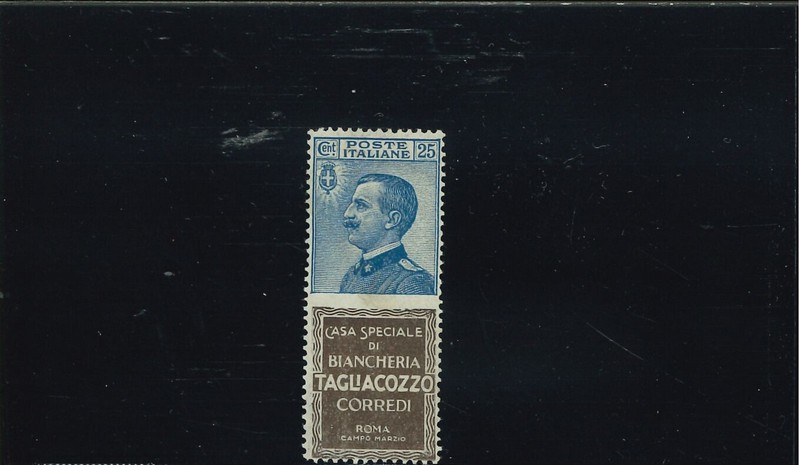 Cent POSTE ITALIANE 25
CASA SPECIALE
DI
BIANCHERIA
TAGLIACOZZO
CORREDI
ROMA
CAMPO MARZIO